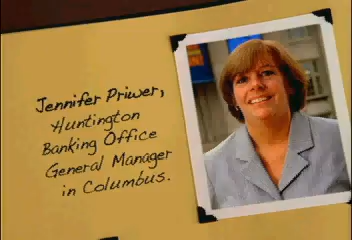 Jennifer Priwer,
Huntington
Banking Office
General Manager
in Columbus.